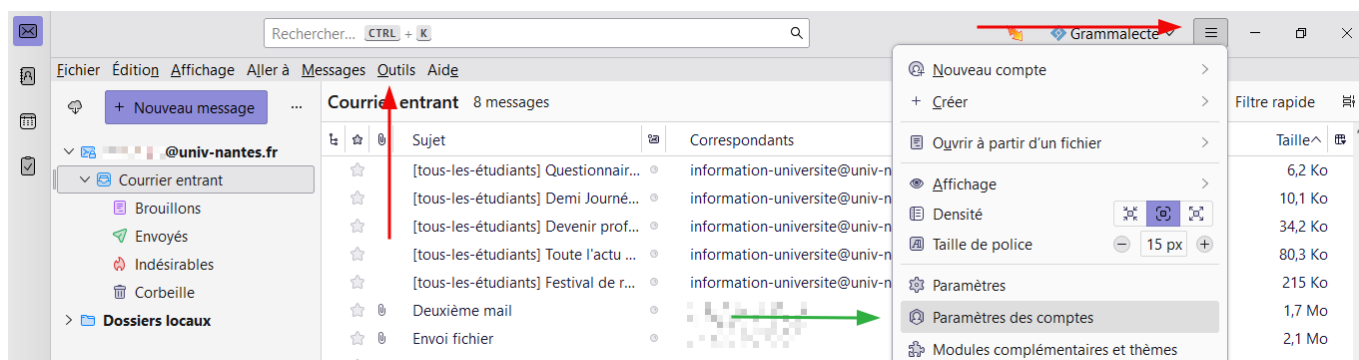 Rechercher... CTRL + K
Grammalecte
Fichier Édition Affichage Aller à Messages Outils Aide
+ Nouveau message
@univ-nantes.fr
Courrier entrant
Brouillons
Envoyés
Indésirables
Corbeille
Dossiers locaux
Courrier entrant 8 messages
Filtre rapide
Sujet Correspondants Taille
[tous-les-étudiants] Questionnair... information-universite@univ-n 6,2 Ko
[tous-les-étudiants] Demi Journé... information-universite@univ-n 10,1 Ko
[tous-les-étudiants] Devenir prof... information-universite@univ-n 34,2 Ko
[tous-les-étudiants] Toute l'actu ... information-universite@univ-n 80,3 Ko
[tous-les-étudiants] Festival de r... information-universite@univ-n 215 Ko
Deuxième mail 1,7 Mo
Envoi fichier 2,1 Mo
Nouveau compte
Créer
Ouvrir à partir d'un fichier
Affichage
Densité
Taille de police 15 px
Paramètres
Paramètres des comptes
Modules complémentaires et thèmes